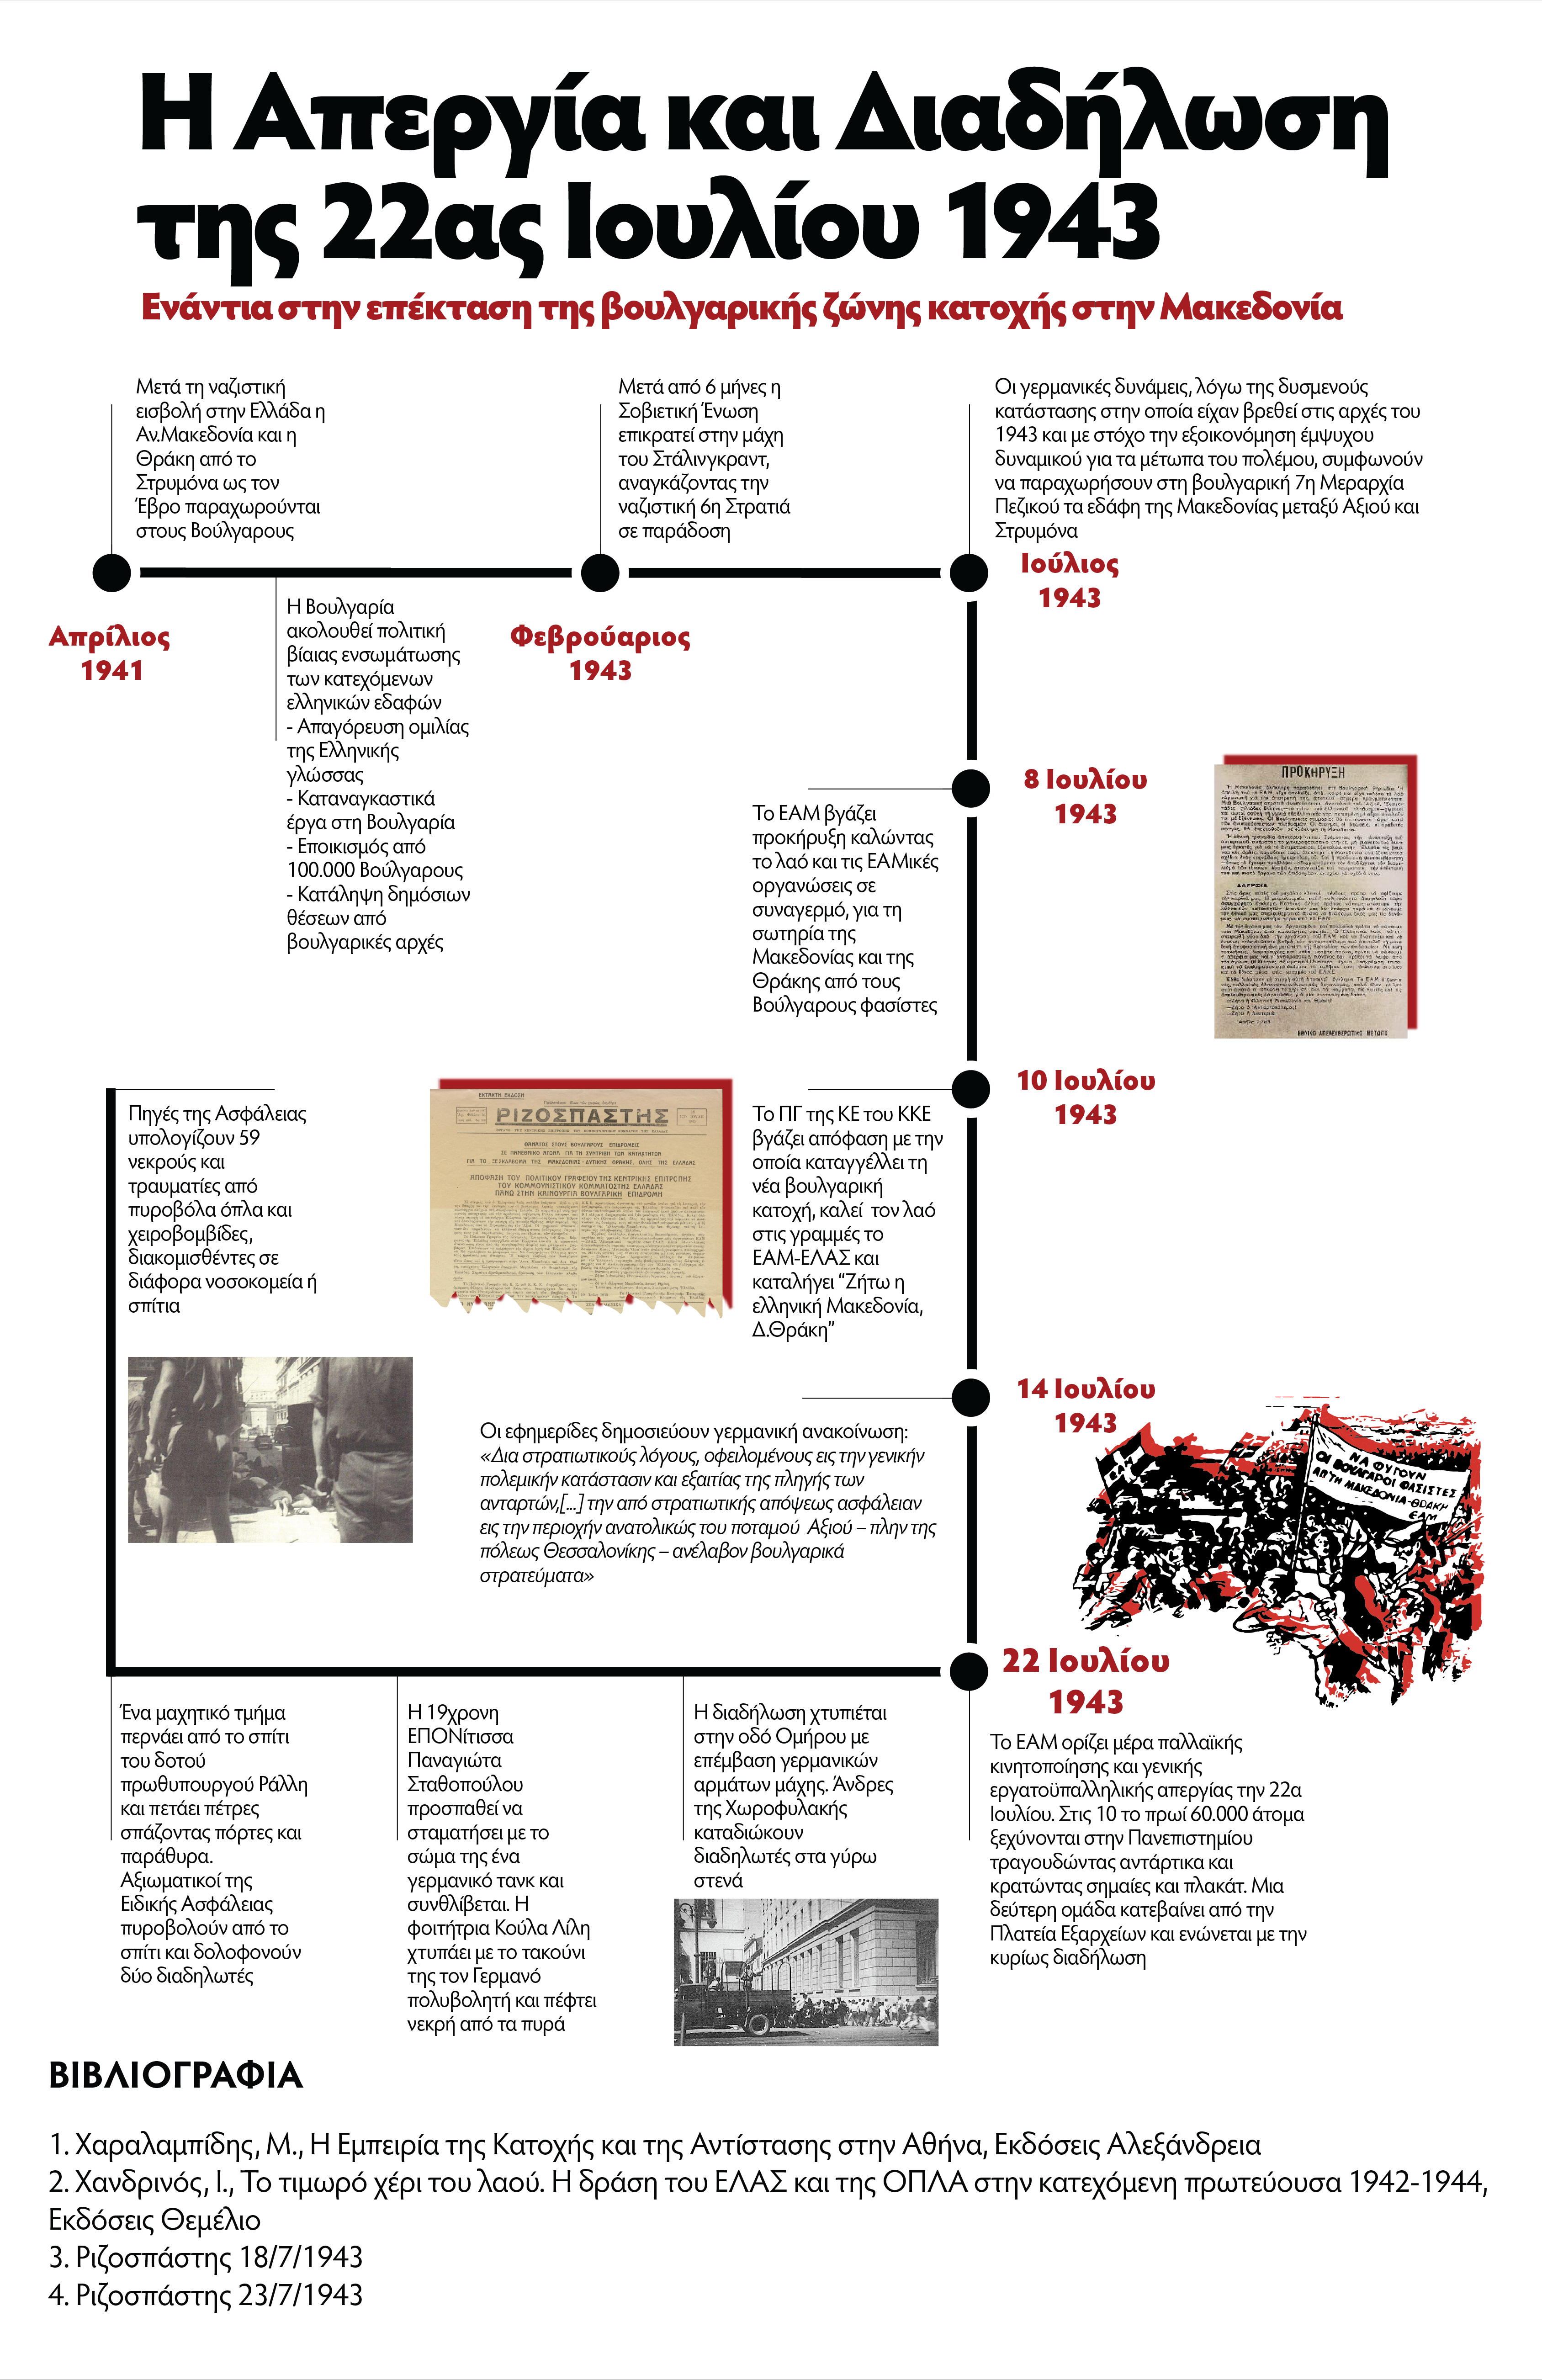 Η Απεργία και Διαδήλωση
της 22ας Ιουλίου 1943
Ενάντια στην επέκταση της βουλγαρικής ζώνης κατοχής στην Μακεδονία
Μετά τη ναζιστική
εισβολή στην Ελλάδα η
Αν.Μακεδονία και η
Θράκη από το
Στρυμόνα ως τον
Έβρο παραχωρούνται
στους Βούλγαρους
Απρίλιος
1941
Η Βουλγαρία
ακολουθεί πολιτική
βίαιας ενσωμάτωσης
των κατεχόμενων
ελληνικών εδαφών
- Απαγόρευση ομιλίας
της Ελληνικής
γλώσσας
- Καταναγκαστικά
έργα στη Βουλγαρία
- Εποικισμός από
100.000 Βούλγαρους
- Κατάληψη δημόσιων
θέσεων από
βουλγαρικές αρχές
Μετά από 6 μήνες η
Σοβιετική Ένωση
επικρατεί στην μάχη
του Στάλινγκραντ,
αναγκάζοντας την
ναζιστική 6η Στρατιά
σε παράδοση
Φεβρούαριος
1943
Οι γερμανικές δυνάμεις, λόγω της δυσμενούς
κατάστασης στην οποία είχαν βρεθεί στις αρχές του
1943 και με στόχο την εξοικονόμηση έμψυχου
δυναμικού για τα μέτωπα του πολέμου, συμφωνούν
να παραχωρήσουν στη βουλγαρική 7η Μεραρχία
Πεζικού τα εδάφη της Μακεδονίας μεταξύ Αξιού και
Στρυμόνα
Ιούλιος
1943
8 Ιουλίου
1943
Το ΕΑΜ βγάζει
προκήρυξη καλώντας
το λαό και τις ΕΑΜικές
οργανώσεις σε
συναγερμό, για τη
σωτηρία της
Μακεδονίας και της
Θράκης από τους
Βούλγαρους φασίστες
ΠΡΟΚΗΡΥΞΗ
ΕΘΝΙΚΟ ΑΠΕΛΕΥΘΕΡΩΤΙΚΟ ΜΕΤΩΠΟ
10 Ιουλίου
1943
Το ΠΓ της ΚΕ του ΚΚΕ
βγάζει απόφαση με την
οποία καταγγέλλει τη
νέα βουλγαρική
κατοχή, καλεί τον λαό
στις γραμμές το
ΕΑΜ-ΕΛΑΣ και
καταλήγει "Ζήτω η
ελληνική Μακεδονία,
Δ.Θράκη"
ΕΚΤΑΚΤΗ ΕΚΔΟΣΗ
ΡΙΖΟΣΠΑΣΤΗΣ
ΘΑΝΑΤΟΣ ΣΤΟΥΣ ΒΟΥΛΓΑΡΟΥΣ ΕΠΙΔΡΟΜΕΙΣ
ΣΕ ΠΑΝΕΘΝΙΚΟ ΑΓΩΝΑ ΓΙΑ ΤΗ ΣΥΝΤΡΙΒΗ ΤΩΝ ΚΑΤΑΧΤΗΤΩΝ
ΓΙΑ ΤΟ ΞΕΣΚΛΑΒΩΜΑ ΤΗΣ ΜΑΚΕΔΟΝΙΑΣ-ΔΥΤΙΚΗΣ ΘΡΑΚΗΣ, ΟΛΗΣ ΤΗΣ ΕΛΛΑΔΑΣ
ΑΠΟΦΑΣΗ ΤΟΥ ΠΟΛΙΤΙΚΟΥ ΓΡΑΦΕΙΟΥ ΤΗΣ ΚΕΝΤΡΙΚΗΣ ΕΠΙΤΡΟΠΗΣ
ΤΟΥ ΚΟΜΜΟΥΝΙΣΤΙΚΟΥ ΚΟΜΜΑΤΟΣ ΤΗΣ ΕΛΛΑΔΑΣ
ΠΑΝΩ ΣΤΗΝ ΚΑΙΝΟΥΡΓΙΑ ΒΟΥΛΓΑΡΙΚΗ ΕΠΙΔΡΟΜΗ
14 Ιουλίου
1943
Οι εφημερίδες δημοσιεύουν γερμανική ανακοίνωση:
«Δια στρατιωτικούς λόγους, οφειλομένους εις την γενικήν
πολεμικήν κατάστασιν και εξαιτίας της πληγής των
ανταρτών,[...] την από στρατιωτικής απόψεως ασφάλειαν
εις την περιοχήν ανατολικώς του ποταμού Αξιού – πλην της
πόλεως Θεσσαλονίκης – ανέλαβον βουλγαρικά
στρατεύματα»
ΕΑΜ
ΝΑ ΦΥΓΟΥΝ
ΟΙ ΒΟΥΛΓΑΡΟΙ ΦΑΣΙΣΤΕΣ
ΑΠ ΤΗ ΜΑΚΕΔΟΝΙΑ-ΘΡΑΚΗ
ΕΑΜ
22 Ιουλίου
1943
Το ΕΑΜ ορίζει μέρα παλλαϊκής
κινητοποίησης και γενικής
εργατοϋπαλληλικής απεργίας την 22α
Ιουλίου. Στις 10 το πρωί 60.000 άτομα
ξεχύνονται στην Πανεπιστημίου
τραγουδώντας αντάρτικα και
κρατώντας σημαίες και πλακάτ. Μια
δεύτερη ομάδα κατεβαίνει από την
Πλατεία Εξαρχείων και ενώνεται με την
κυρίως διαδήλωση
Η διαδήλωση χτυπιέται
στην οδό Ομήρου με
επέμβαση γερμανικών
αρμάτων μάχης. Άνδρες
της Χωροφυλακής
καταδιώκουν
διαδηλωτές στα γύρω
στενά
Η 19χρονη
ΕΠΟΝίτισσα
Παναγιώτα
Σταθοπούλου
προσπαθεί να
σταματήσει με το
σώμα της ένα
γερμανικό τανκ και
συνθλίβεται. Η
φοιτήτρια Κούλα Λίλη
χτυπάει με το τακούνι
της τον Γερμανό
πολυβολητή και πέφτει
νεκρή από τα πυρά
Ένα μαχητικό τμήμα
περνάει από το σπίτι
του δοτού
πρωθυπουργού Ράλλη
και πετάει πέτρες
σπάζοντας πόρτες και
παράθυρα.
Αξιωματικοί της
Ειδικής Ασφάλειας
πυροβολούν από το
σπίτι και δολοφονούν
δύο διαδηλωτές
Πηγές της Ασφάλειας
υπολογίζουν 59
νεκρούς και
τραυματίες από
πυροβόλα όπλα και
χειροβομβίδες,
διακομισθέντες σε
διάφορα νοσοκομεία ή
σπίτια
ΒΙΒΛΙΟΓΡΑΦΙΑ
1. Χαραλαμπίδης, Μ., Η Εμπειρία της Κατοχής και της Αντίστασης στην Αθήνα, Εκδόσεις Αλεξάνδρεια
2. Χανδρινός, Ι., Το τιμωρό χέρι του λαού. Η δράση του ΕΛΑΣ και της ΟΠΛΑ στην κατεχόμενη πρωτεύουσα 1942-1944,
Εκδόσεις Θεμέλιο
3. Ριζοσπάστης 18/7/1943
4. Ριζοσπάστης 23/7/1943